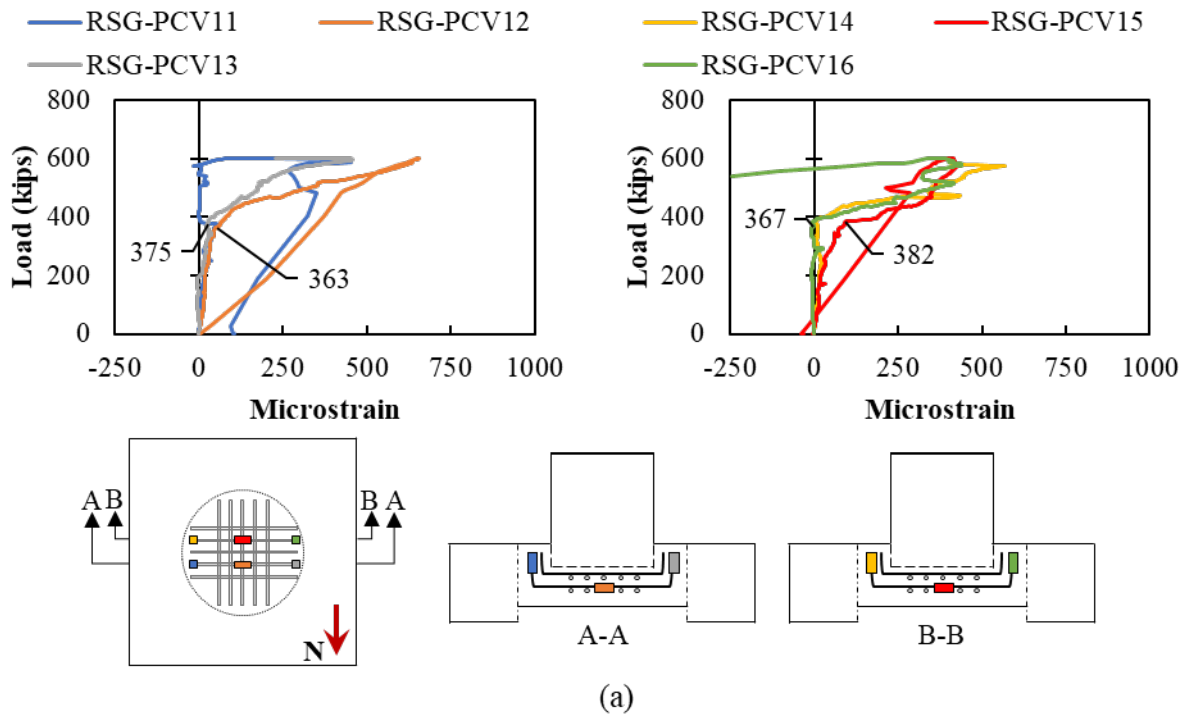 RSG-PCV11 RSG-PCV12 RSG-PCV14 RSG-PCV15
RSG-PCV13 RSG-PCV16
800 800
600 600
400 400
200 200
0 0
Load (kips) Load (kips)
375 363 367 382
-250 0 250 500 750 1000 -250 0 250 500 750 1000
Microstrain Microstrain
A B B A
N
A-A B-B
(a)